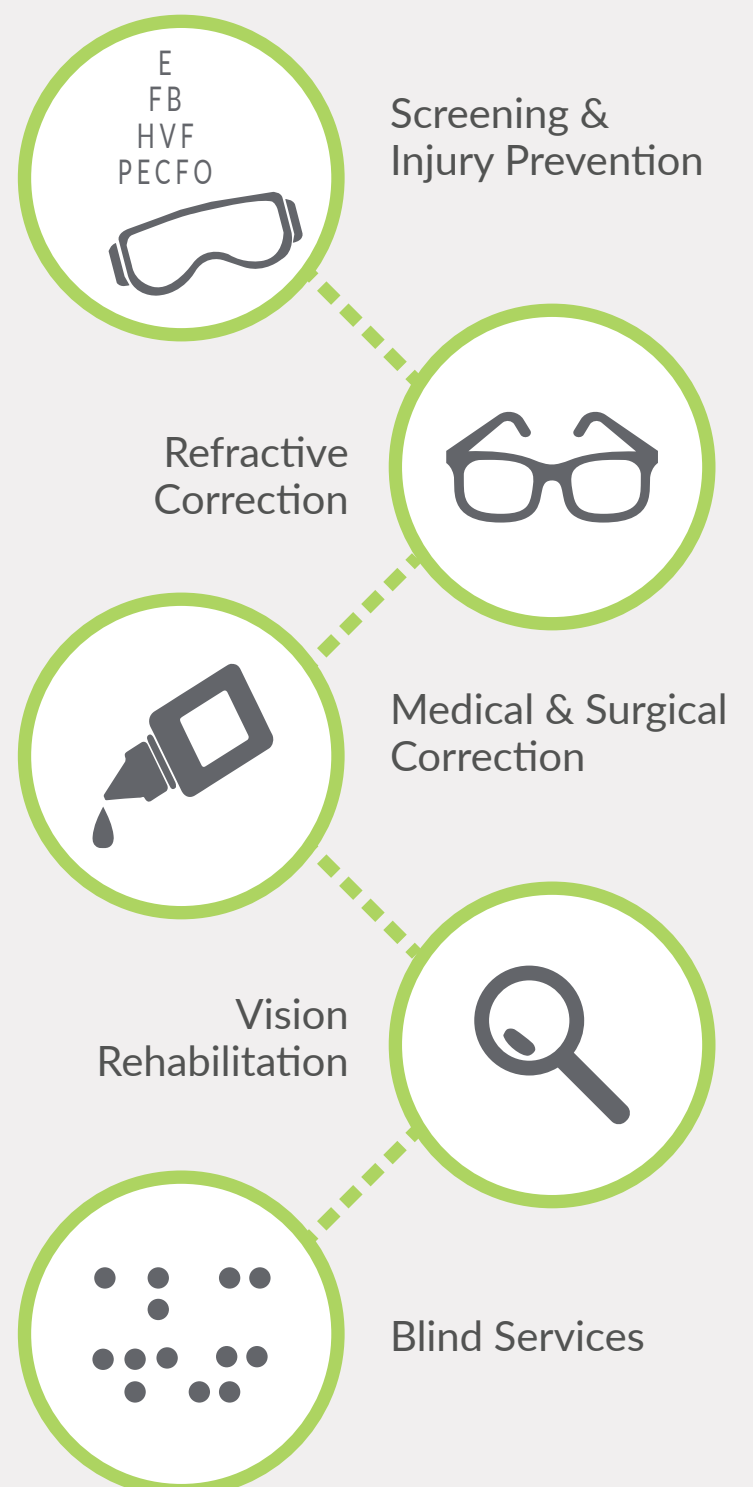 E
FB
HVF
PECFO
Screening &
Injury Prevention
Refractive
Correction
Medical & Surgical
Correction
Vision
Rehabilitation
Blind Services